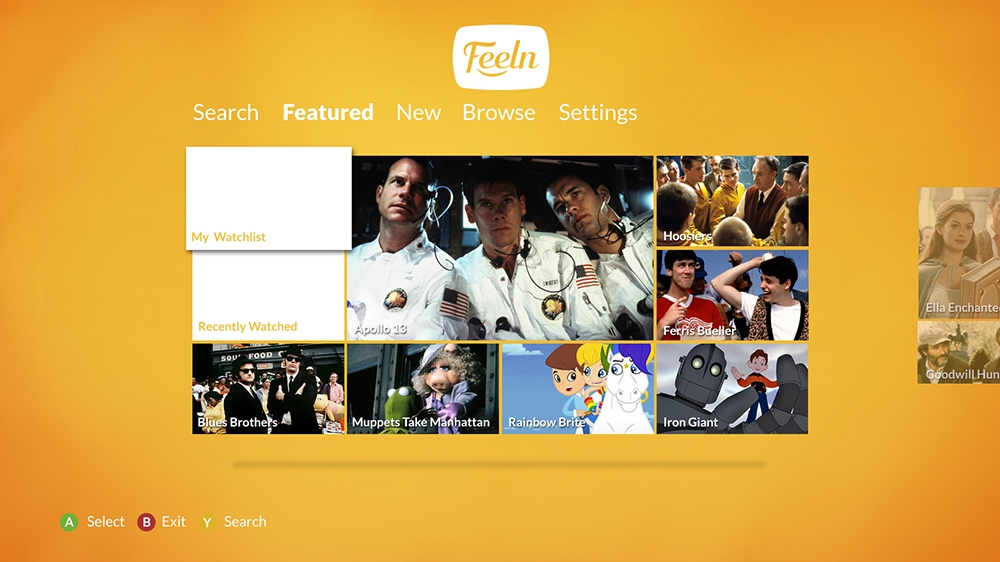 Feeln
Search Featured New Browse Settings
My Watchlist
Recently Watched
Apollo 13
Hoosiers
Ferris Bueller
SOUL FOOD C
Blues Brothers
Muppets Take Manhattan
Rainbow Brite
Iron Giant
Ella Enchante
Goodwill Hun
A Select B Exit Y Search